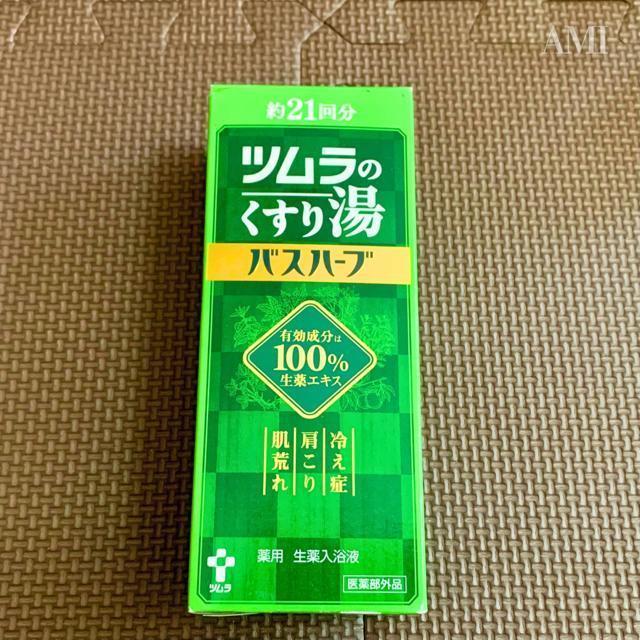 AMI
約21回分
ツムラの
くすり湯
バスハーブ
有効成分は
100%
生薬エキス
冷え症
肩こり
肌荒れ
薬用 生薬入浴液
ツムラ
医薬部外品